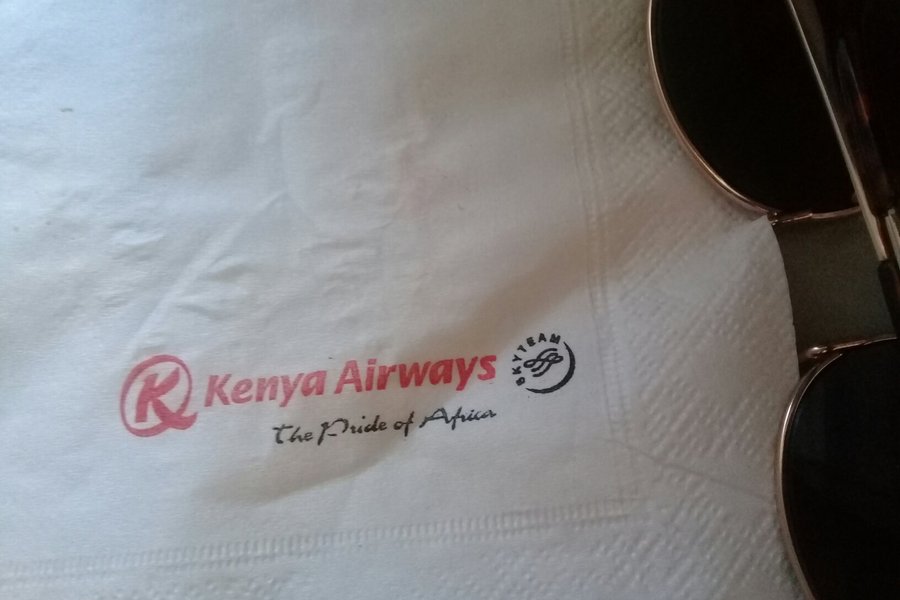 K Kenya Airways
SKYTEAM
The Pride of Africa